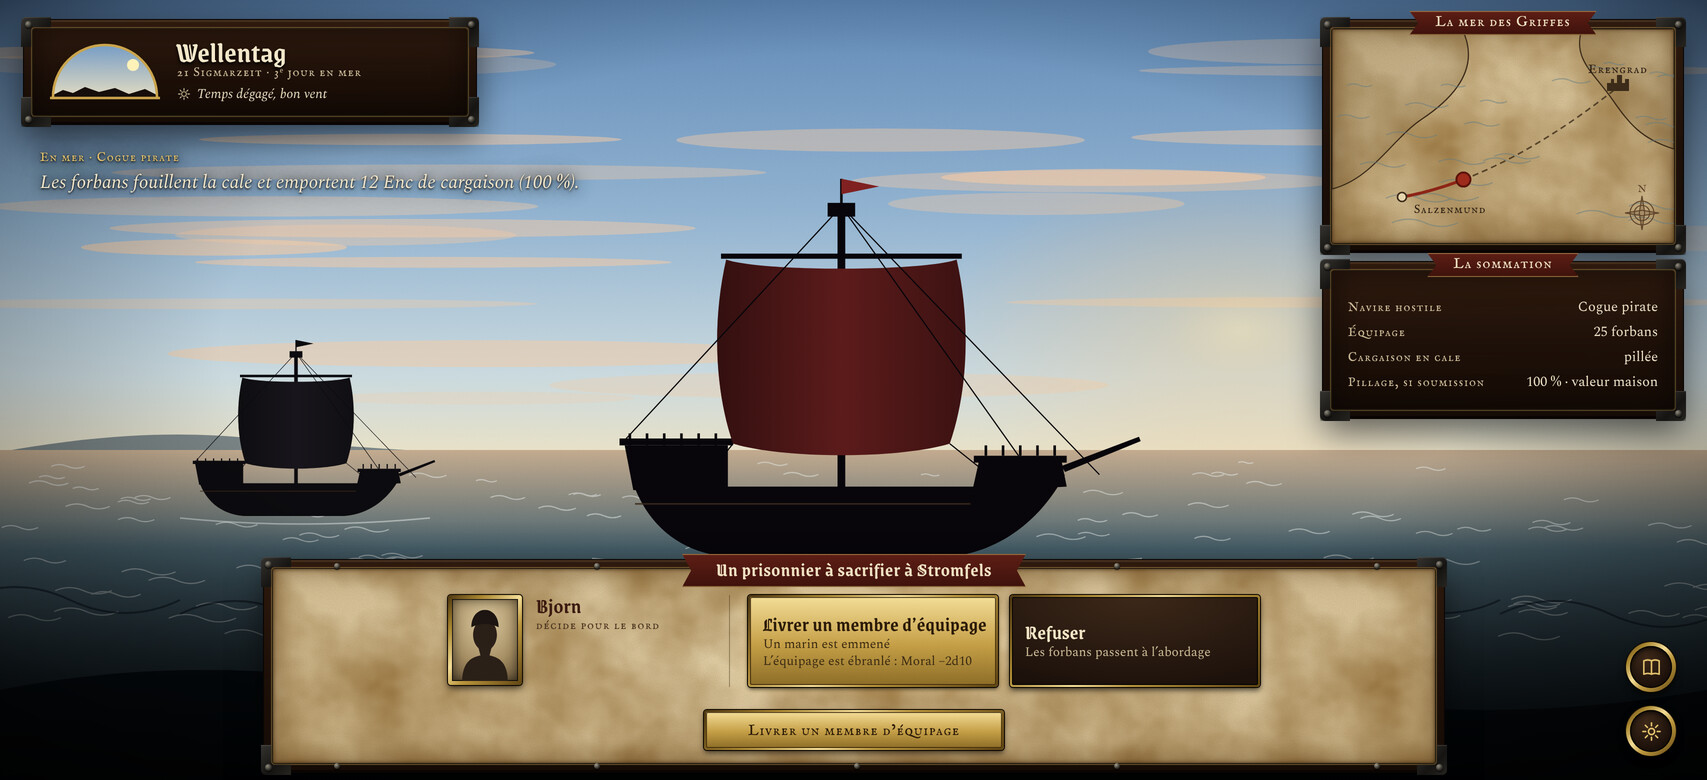 Wellentag
21 Sigmarzeit · 3e jour en mer
Temps dégagé, bon vent
En mer · Cogue pirate
Les forbans fouillent la cale et emportent 12 Enc de cargaison (100 %).
La mer des Griffes
Erengrad
N
Salzenmund
La sommation
Navire hostile Cogue pirate
Équipage 25 forbans
Cargaison en cale pillée
Pillage, si soumission 100 % · valeur maison
Un prisonnier à sacrifier à Stromfels
Bjorn
décide pour le bord
Livrer un membre d'équipage
Un marin est emmené
L'équipage est ébranlé : Moral −2d10
Refuser
Les forbans passent à l'abordage
Livrer un membre d'équipage